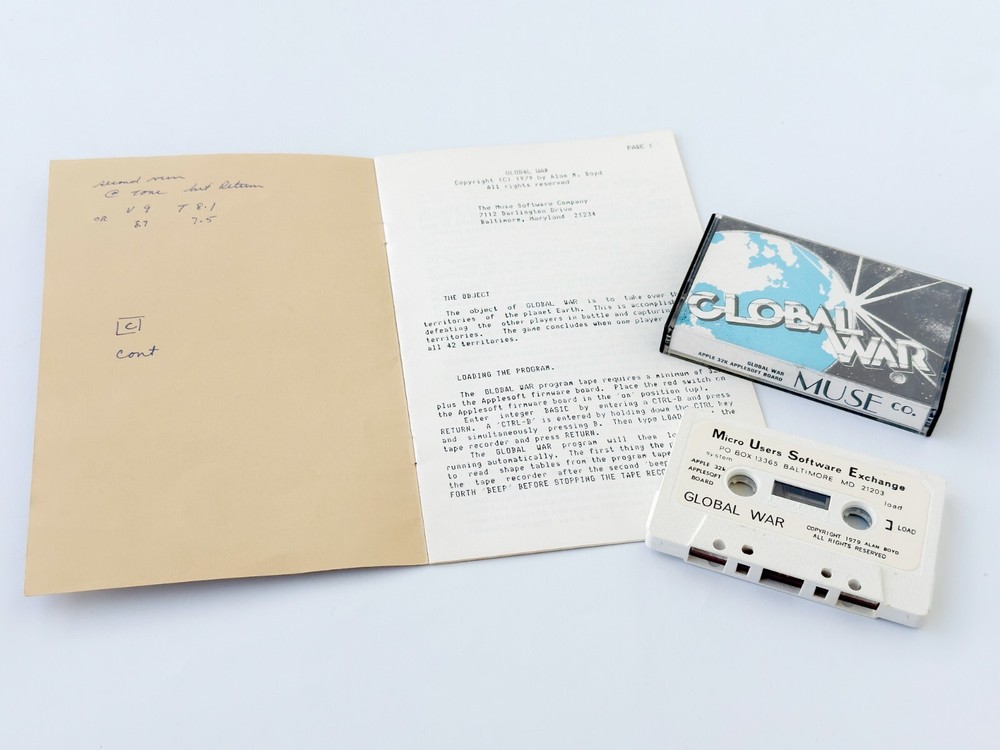 second run
@ tone hit Return
V 9 T 8.1
OR 8.7 7.5
C
cont
PAGE 1
GLOBAL WAR
Copyright (C) 1979 by Alan M. Boyd
All rights reserved
The Muse Software Company
7112 Darlington Drive
Baltimore, Maryland 21234
THE OBJECT
The object of GLOBAL WAR is to take over
territories of the planet Earth. This is accomplis
defeating the other players in battle and capturin
territories. The game concludes when one player
all 42 territories.
LOADING THE PROGRAM.
The GLOBAL WAR program tape requires a minimum of
plus the Applesoft firmware board. Place the red switch on
the Applesoft firmware board in the 'on' position (up).
Enter integer BASIC by entering a CTRL-B and press
RETURN. A 'CTRL-B' is entered by holding down the CTRL key
and simultaneously pressing B. Then type LOAD the
tape recorder and press RETURN.
The GLOBAL WAR program will then
running automatically. The first thing the
to read shape tables from the program tape
the tape recorder after the second 'beep
FORTH 'BEEP' BEFORE STOPPING THE TAPE RECO
GLOBAL
WAR
GLOBAL WAR
APPLE 32K APPLESOFT BOARD
MUSE CO.
Micro Users Software Exchange
PO BOX 13365 BALTIMORE MD 21203
system
APPLE 32k
APPLESOFT
BOARD
load
LOAD
GLOBAL WAR
COPYRIGHT 1979 ALAN BOYD
ALL RIGHTS RESERVED